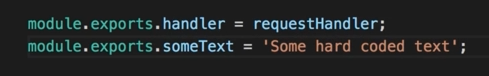 module.exports.handler = requestHandler;
module.exports.someText = 'Some hard coded text';